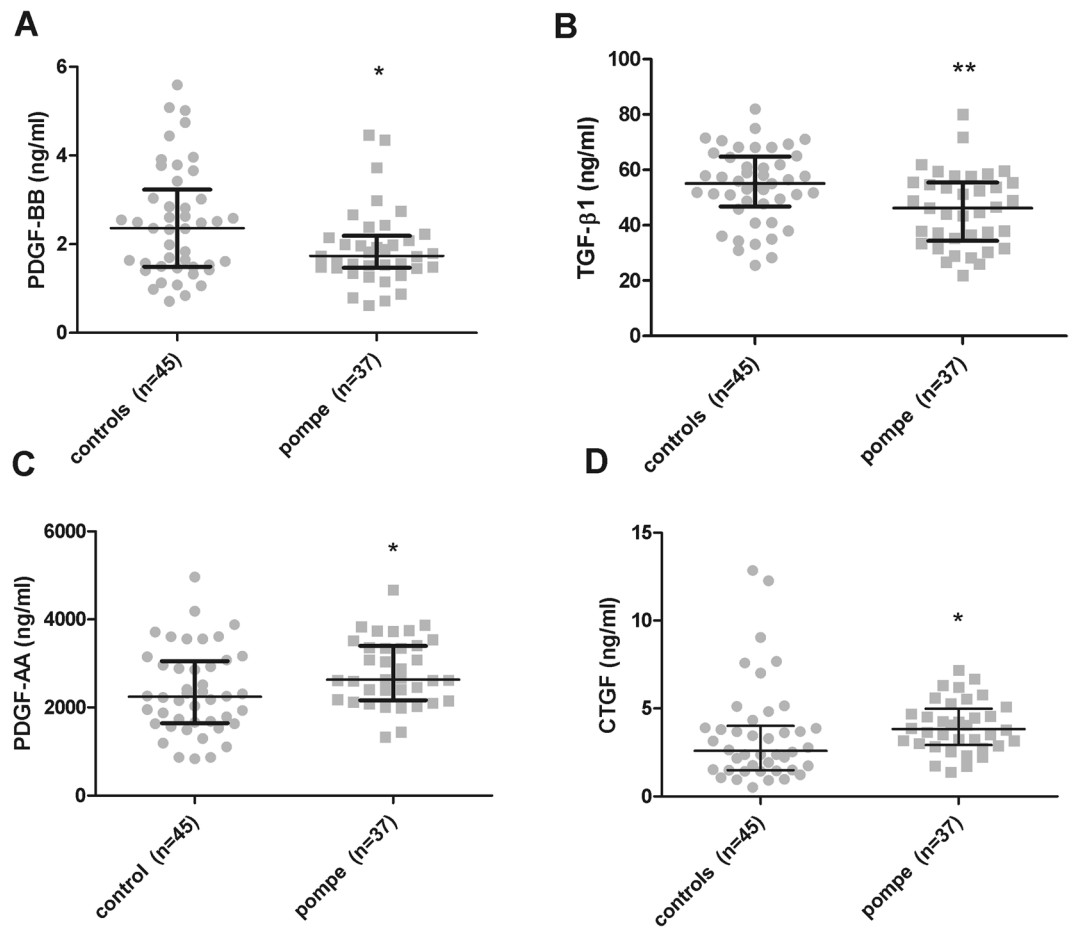 A
PDGF-BB (ng/ml)
6
4
2
0
*
controls (n=45)
pompe (n=37)
B
TGF-β1 (ng/ml)
100
80
60
40
20
0
**
controls (n=45)
pompe (n=37)
C
PDGF-AA (ng/ml)
6000
4000
2000
0
*
control (n=45)
pompe (n=37)
D
CTGF (ng/ml)
15
10
5
0
*
controls (n=45)
pompe (n=37)